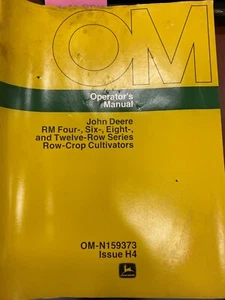 OM
Operator's
Manual
John Deere
RM Four-, Six-, Eight-,
and Twelve-Row Series
Row-Crop Cultivators
OM-N159373
Issue H4